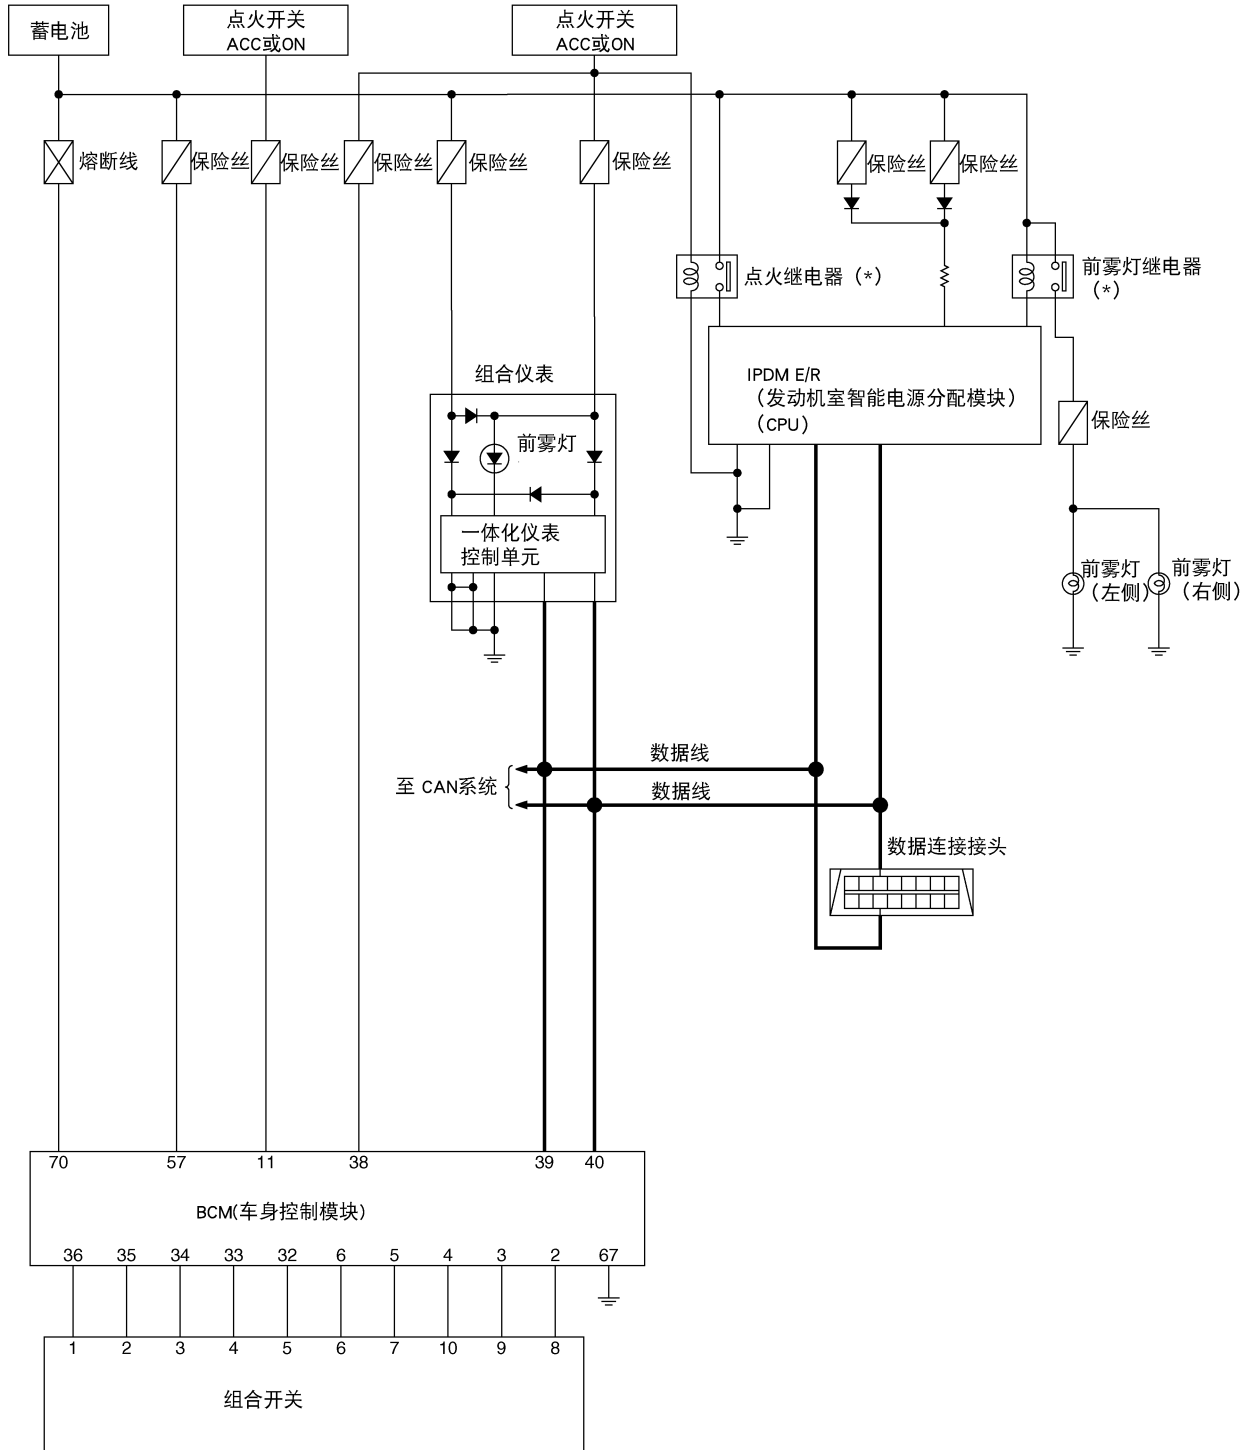 蓄电池
点火开关
ACC或ON
点火开关
ACC或ON
熔断线
保险丝
保险丝
保险丝
保险丝
保险丝
保险丝
保险丝
点火继电器（*）
前雾灯继电器
（*）
IPDM E/R
（发动机室智能电源分配模块）
（CPU）
组合仪表
前雾灯
保险丝
一体化仪表
控制单元
前雾灯
（左侧）
前雾灯
（右侧）
数据线
至 CAN系统
数据线
数据连接接头
70 57 11 38 39 40
BCM(车身控制模块)
36 35 34 33 32 6 5 4 3 2 67
1 2 3 4 5 6 7 10 9 8
组合开关